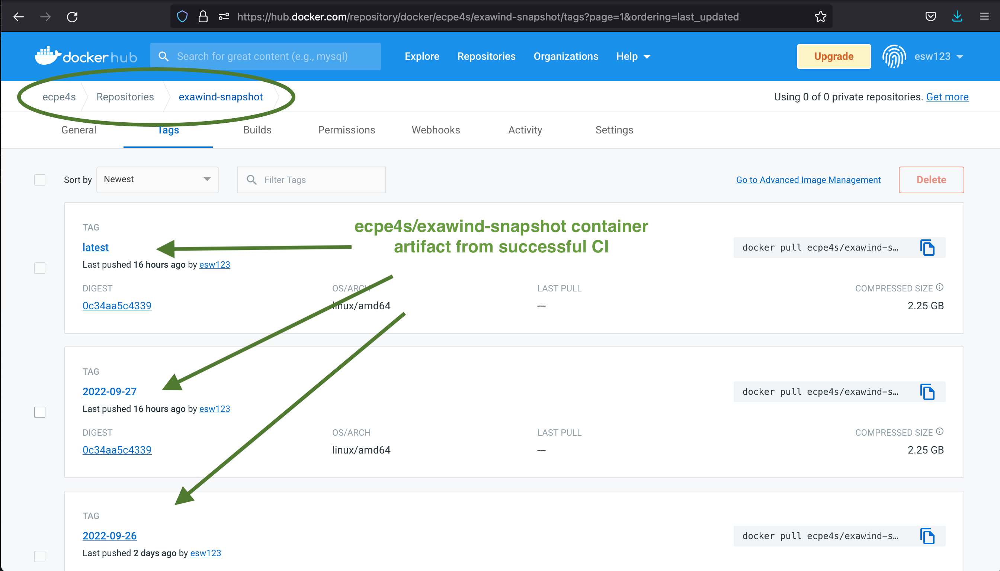 https://hub.docker.com/repository/docker/ecpe4s/exawind-snapshot/tags?page=1&ordering=last_updated
docker hub
Search for great content (e.g., mysql)
Explore
Repositories
Organizations
Help
Upgrade
esw123
ecpe4s
Repositories
exawind-snapshot
Using 0 of 0 private repositories. Get more
General
Tags
Builds
Permissions
Webhooks
Activity
Settings
Sort by
Newest
Filter Tags
Go to Advanced Image Management
Delete
ecpe4s/exawind-snapshot container
artifact from successful CI
TAG
latest
docker pull ecpe4s/exawind-s…
Last pushed 16 hours ago by esw123
DIGEST
OS/ARCH
LAST PULL
COMPRESSED SIZE
0c34aa5c4339
linux/amd64
---
2.25 GB
TAG
2022-09-27
docker pull ecpe4s/exawind-s…
Last pushed 16 hours ago by esw123
DIGEST
OS/ARCH
LAST PULL
COMPRESSED SIZE
0c34aa5c4339
linux/amd64
---
2.25 GB
TAG
2022-09-26
docker pull ecpe4s/exawind-s…
Last pushed 2 days ago by esw123